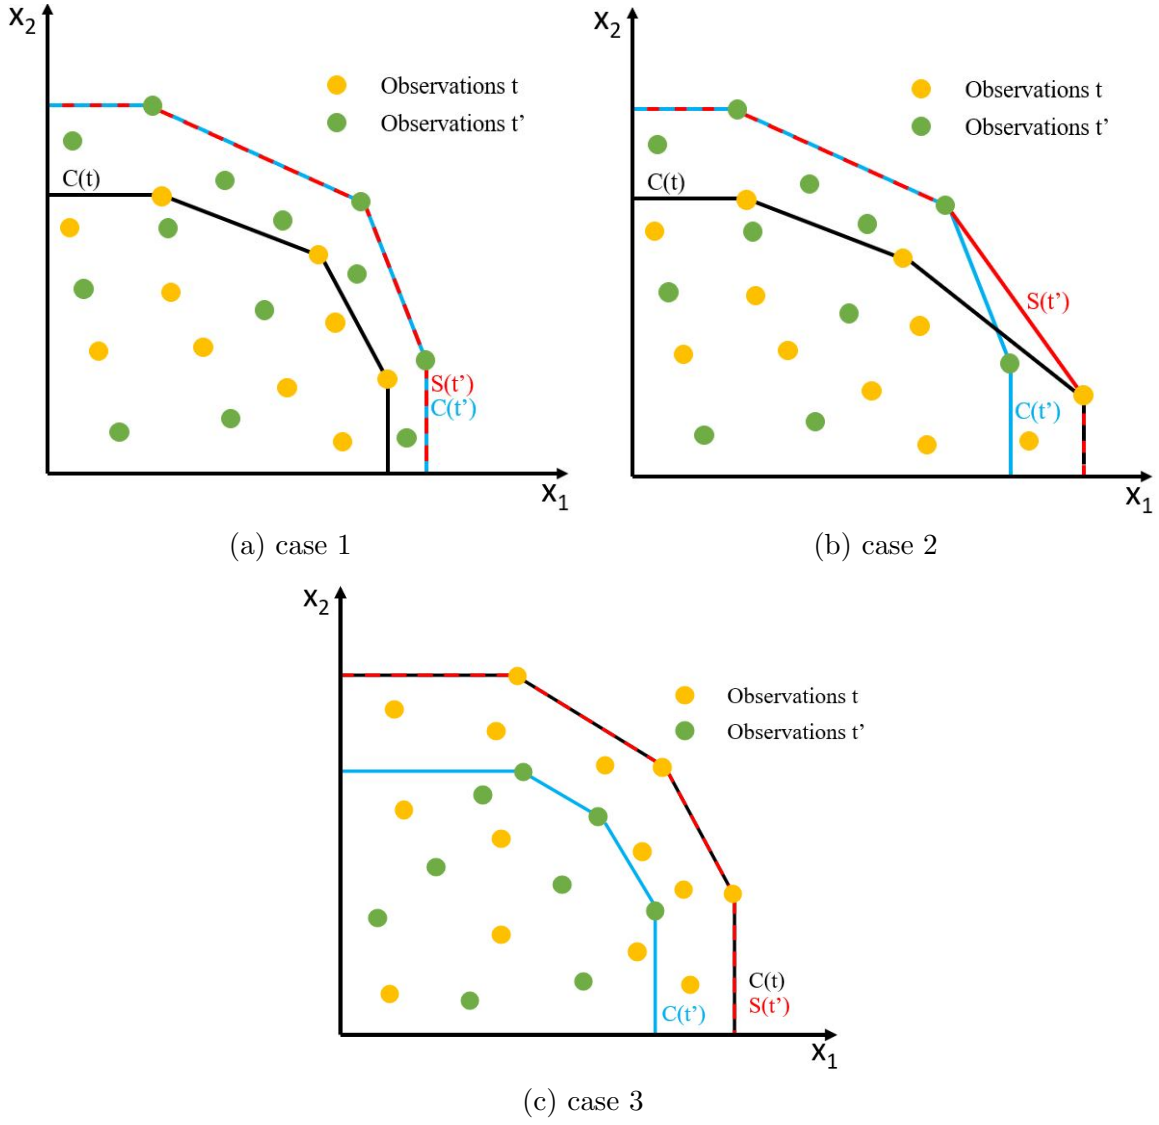 X₂
Observations t
Observations t’
C(t)
S(t’)
C(t’)
X₁
(a) case 1
X₂
Observations t
Observations t’
C(t)
S(t’)
C(t’)
X₁
(b) case 2
X₂
Observations t
Observations t’
C(t)
S(t’)
C(t’)
X₁
(c) case 3